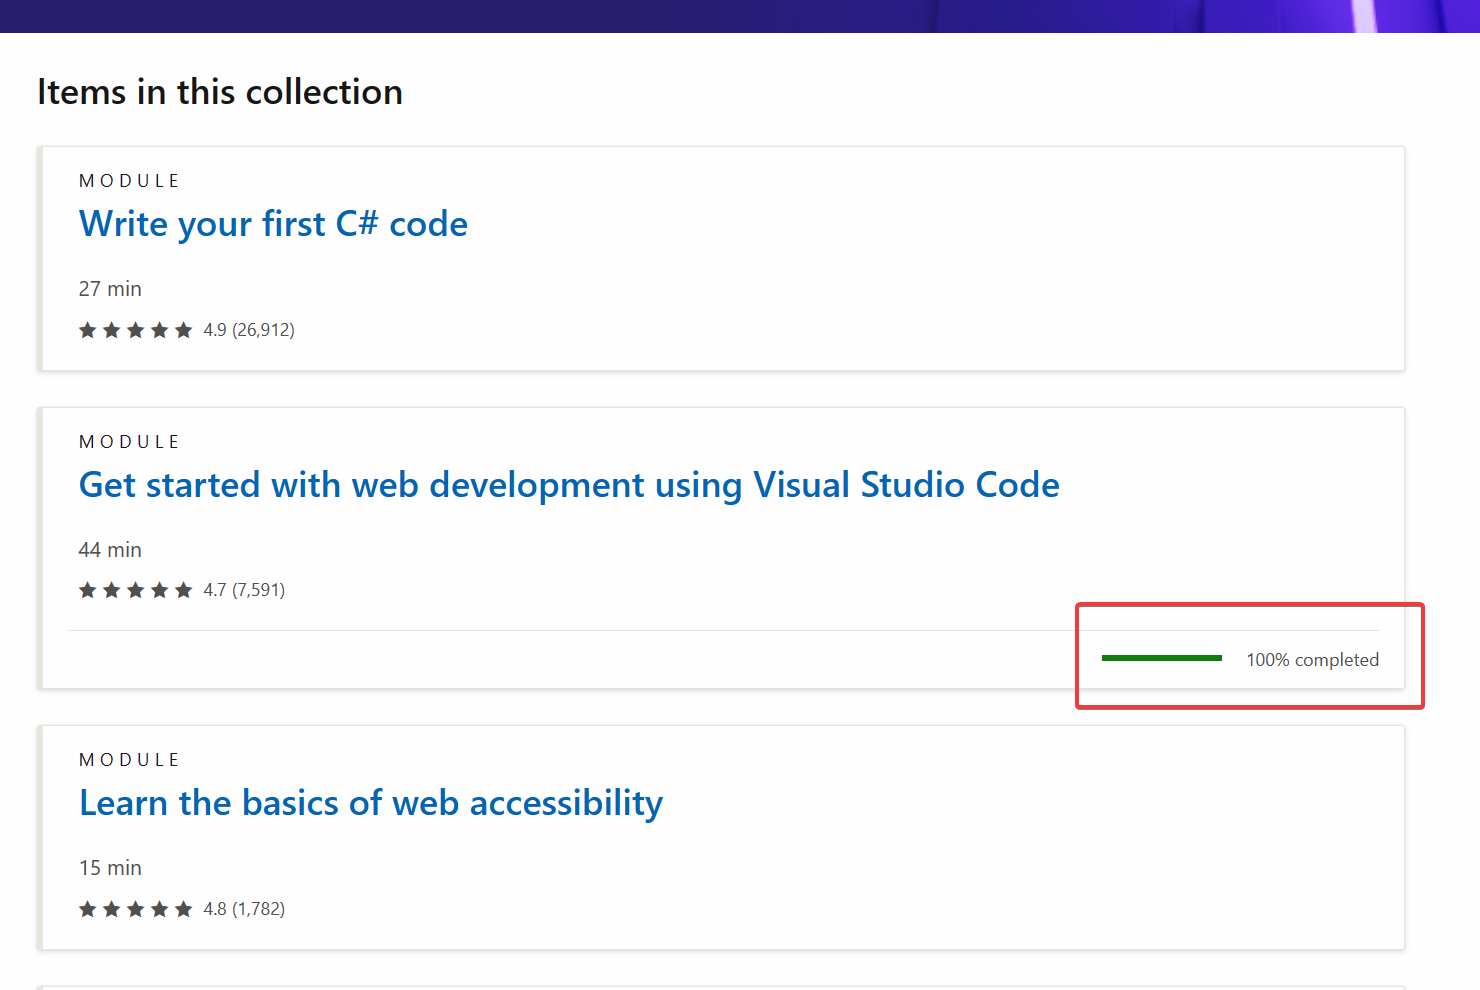 Items in this collection
MODULE
Write your first C# code
27 min
4.9 (26,912)
MODULE
Get started with web development using Visual Studio Code
44 min
4.7 (7,591)
100% completed
MODULE
Learn the basics of web accessibility
15 min
4.8 (1,782)